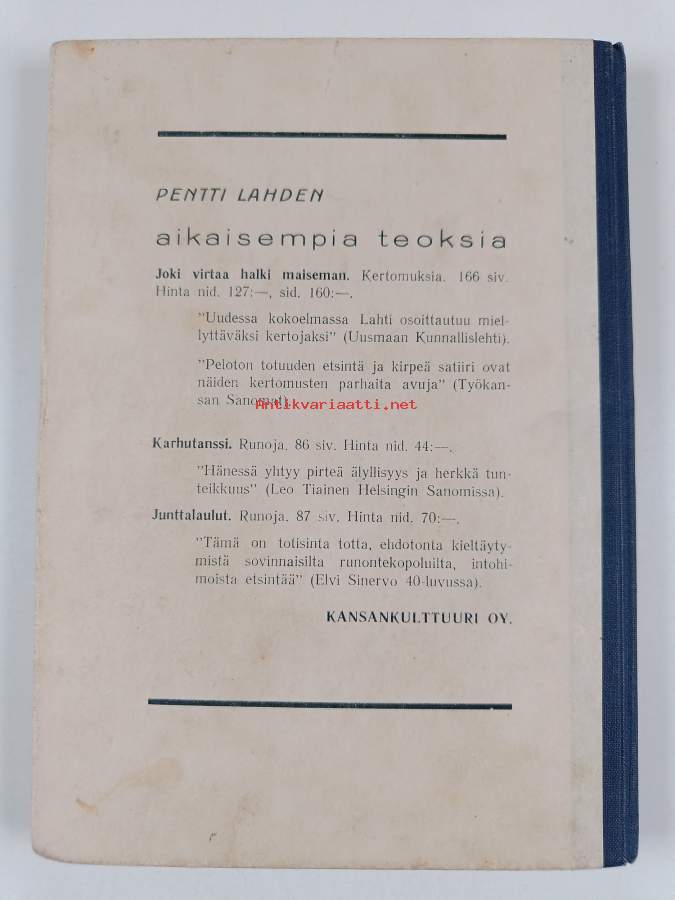 PENTTI LAHDEN
aikaisempia teoksia
Joki virtaa halki maiseman. Kertomuksia. 166 siv.
Hinta nid. 127:—, sid. 160:—.
"Uudessa kokoelmassa Lahti osoittautuu miel-
lyttäväksi kertojaksi" (Uusmaan Kunnallislehti).
"Peloton totuuden etsintä ja kirpeä satiiri ovat
näiden kertomusten parhaita avuja" (Työkan-
san Sanomat).
Antikvariaatti.net
Karhutanssi. Runoja. 86 siv. Hinta nid. 44:—.
"Hänessä yhtyy pirteä älyllisyys ja herkkä tun-
teikkuus" (Leo Tiainen Helsingin Sanomissa).
Junttalaulut. Runoja. 87 siv. Hinta nid. 70:—.
"Tämä on totisinta totta, ehdotonta kieltäyty-
mistä sovinnaisilta runontekopoluilta, intohi-
moista etsintää" (Elvi Sinervo 40-luvussa).
KANSANKULTTUURI OY.